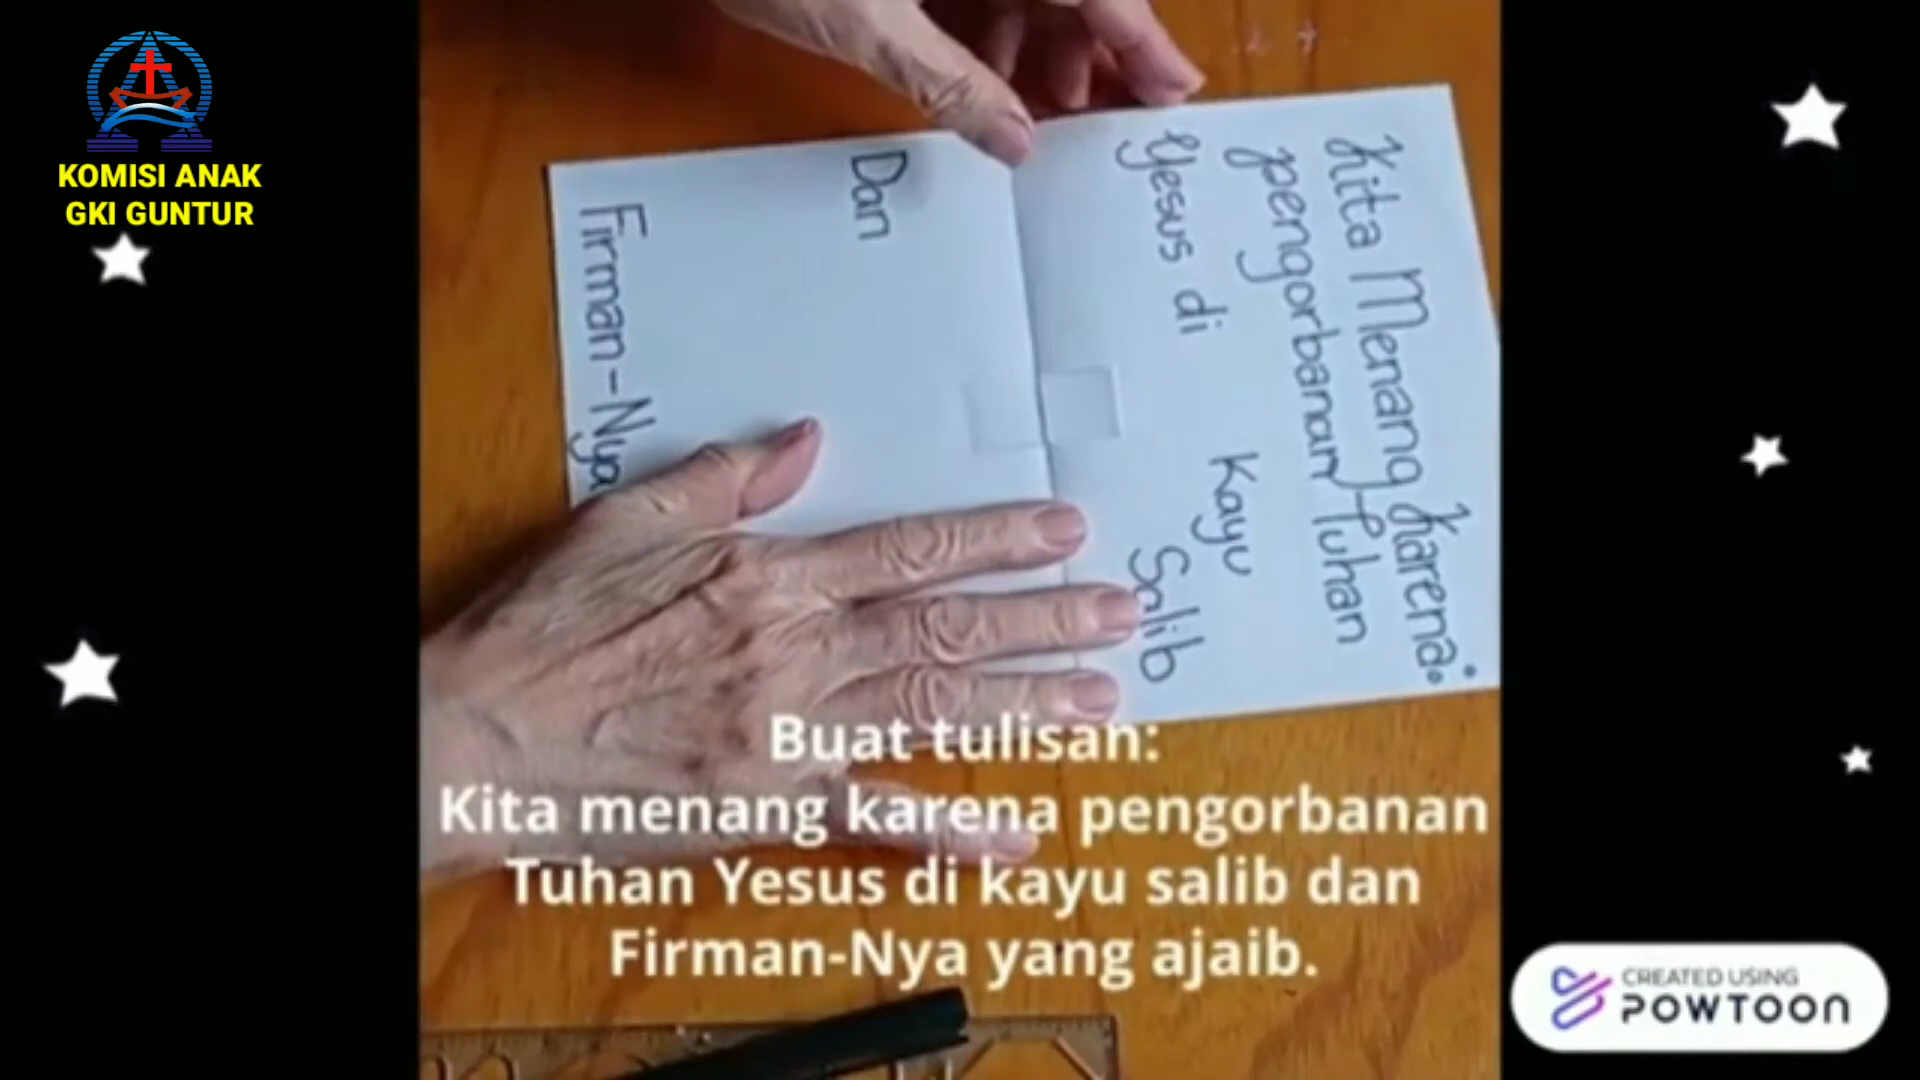 KOMISI ANAK
GKI GUNTUR
Kita Menang Karena:
pengorbanan Tuhan
Yesus di
Kayu
Salib
Dan
Firman-Nya
Buat tulisan:
Kita menang karena pengorbanan
Tuhan Yesus di kayu salib dan
Firman-Nya yang ajaib.
CREATED USING
POWTOON